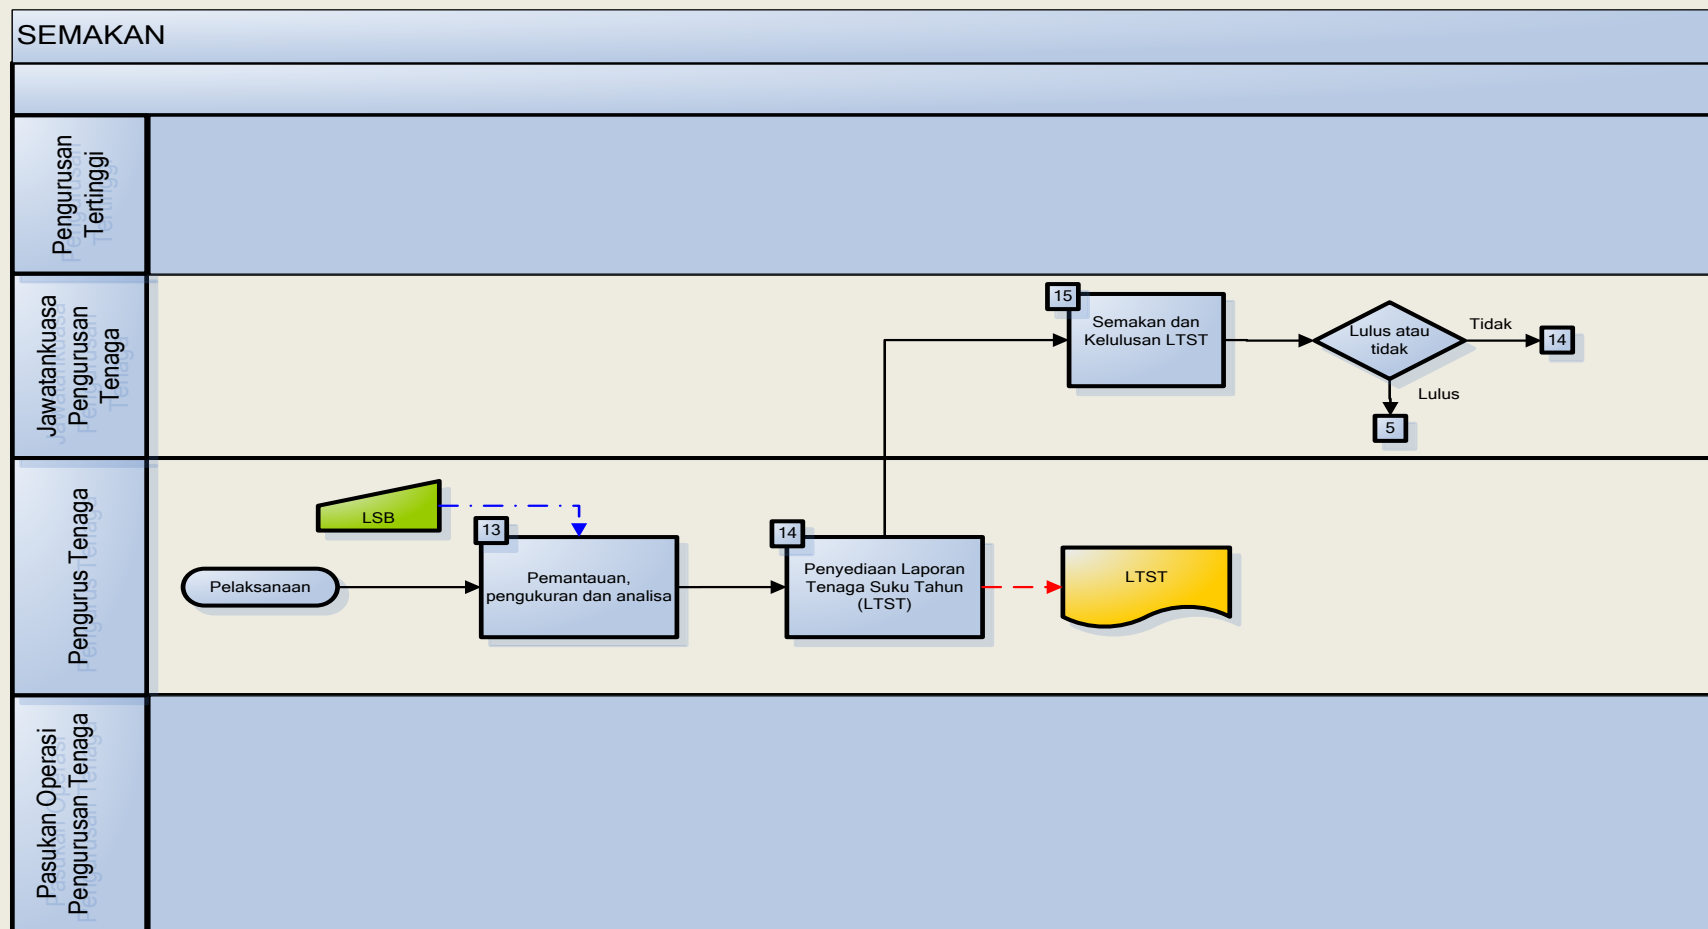 SEMAKAN
Pengurusan
Tertinggi
Jawatankuasa
Pengurusan
Tenaga
15
Semakan dan
Kelulusan LTST
Lulus atau
tidak
Tidak
14
Lulus
5
Pengurus Tenaga
LSB
Pelaksanaan
13
Pemantauan,
pengukuran dan analisa
14
Penyediaan Laporan
Tenaga Suku Tahun
(LTST)
LTST
Pasukan Operasi
Pengurusan Tenaga